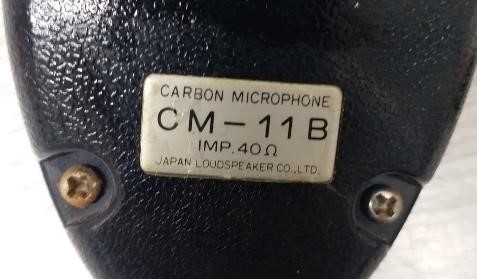 CARBON MICROPHONE
CM-11B
IMP. 40Ω
JAPAN LOUDSPEAKER CO., LTD.